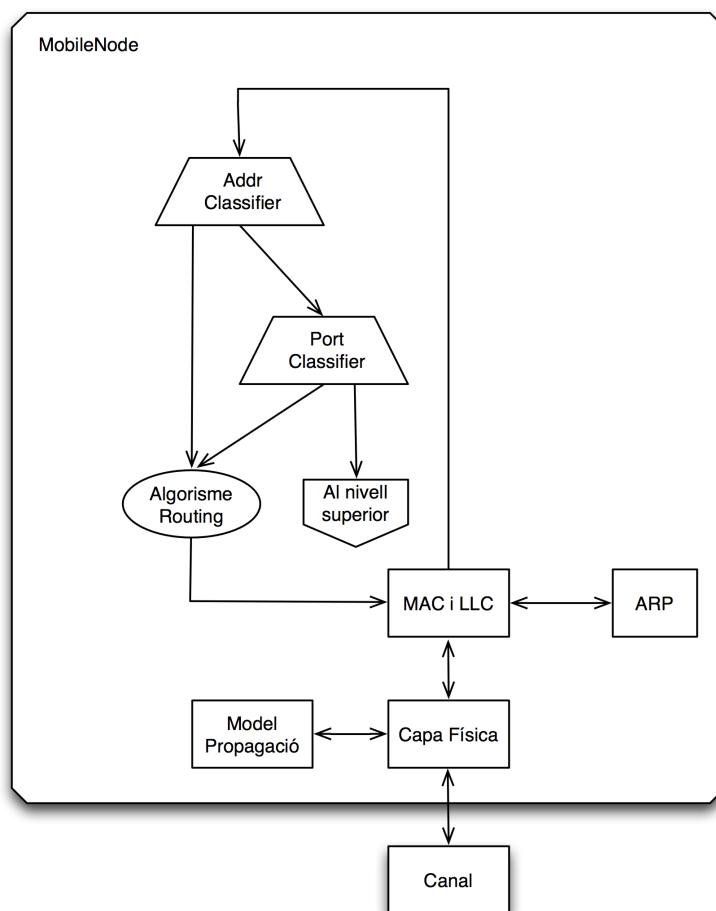 MobileNode
Addr
Classifier
Port
Classifier
Algorisme
Routing
Al nivell
superior
MAC i LLC
ARP
Model
Propagació
Capa Física
Canal